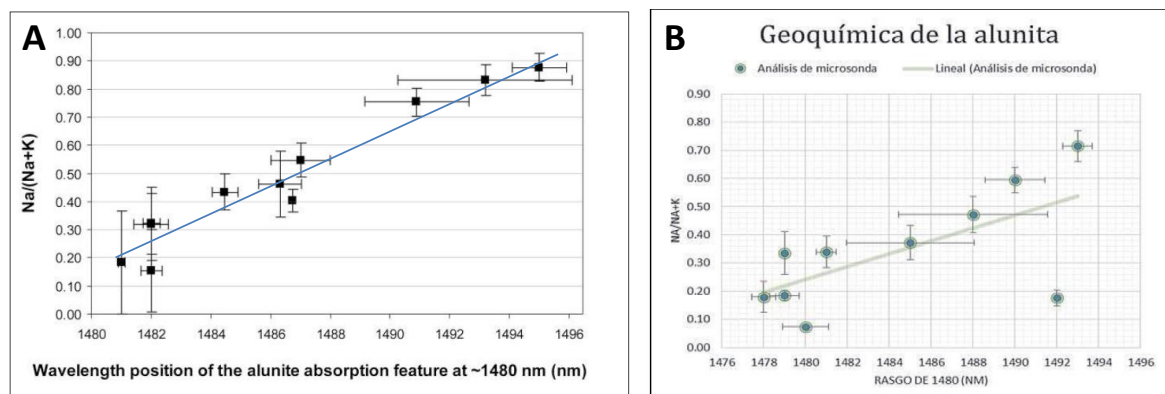 A
1.00
0.90
0.80
0.70
0.60
0.50
0.40
0.30
0.20
0.10
0.00
Na/(Na+K)
1480 1482 1484 1486 1488 1490 1492 1494 1496
Wavelength position of the alunite absorption feature at ~1480 nm (nm)
B
Geoquímica de la alunita
Análisis de microsonda Lineal (Análisis de microsonda)
0.90
0.80
0.70
0.60
0.50
0.40
0.30
0.20
0.10
0.00
NA/NA+K
1476 1478 1480 1482 1484 1486 1488 1490 1492 1494 1496
RASGO DE 1480 (NM)